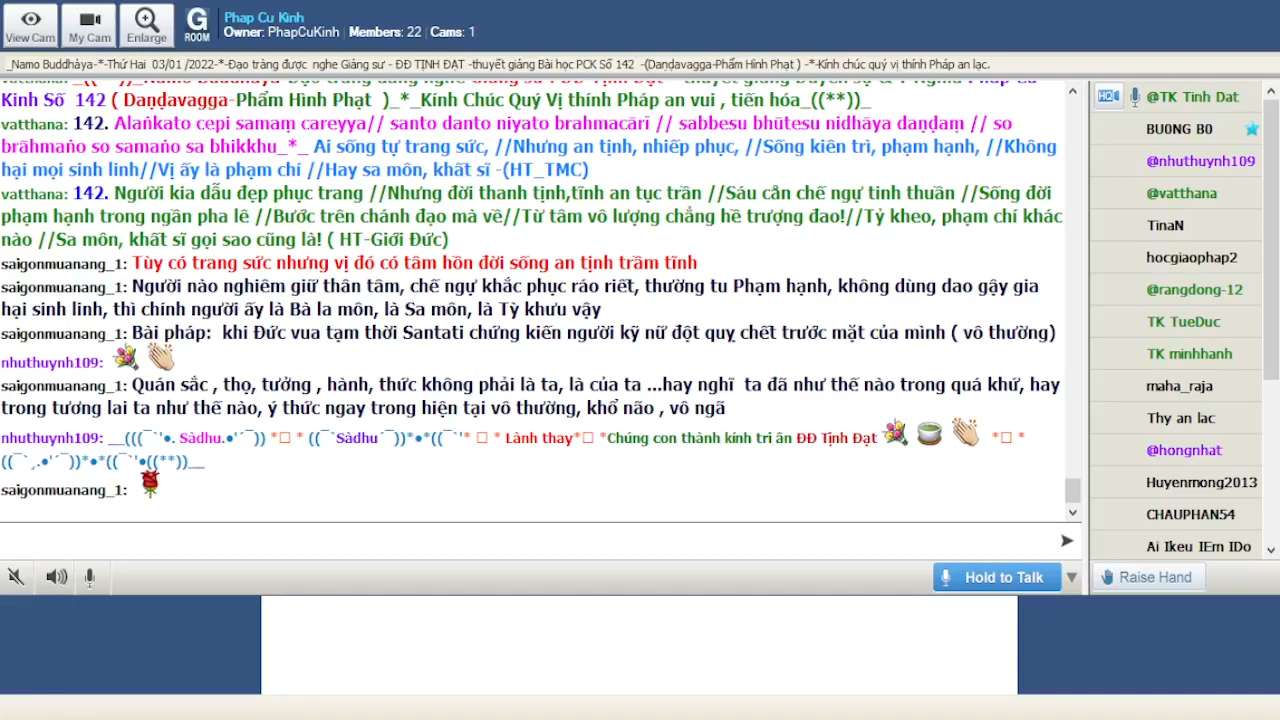 View Cam
My Cam
Enlarge
G
ROOM
Phap Cu Kinh
Owner: PhapCuKinh | Members: 22 | Cams: 1
_Namo Buddhàya-*-Thứ Hai 03/01 /2022-*-Đạo tràng được nghe Giảng sư - ĐĐ TỊNH ĐẠT -thuyết giảng Bài học PCK Số 142 -(Daṇḍavagga-Phẩm Hình Phạt ) -*-Kính chúc quý vị thính Pháp an lạc.
Kinh Số 142 ( Daṇḍavagga-Phẩm Hình Phạt )_*_Kính Chúc Quý Vị thính Pháp an vui , tiến hóa_((**))_
vatthana: 142. Alaṅkato cepi samaṃ careyya// santo danto niyato brahmacārī // sabbesu bhūtesu nidhāya daṇḍaṃ // so
brāhmaṅo so samaṅo sa bhikkhu_*_ Ai sống tự trang sức, //Nhưng an tịnh, nhiếp phục, //Sống kiên trì, phạm hạnh, //Không
hại mọi sinh linh//Vị ấy là phạm chí //Hay sa môn, khất sĩ -(HT_TMC)
vatthana: 142. Người kia dẫu đẹp phục trang //Nhưng đời thanh tịnh,tĩnh an tục trần //Sáu căn chế ngự tinh thuần //Sống đời
phạm hạnh trong ngần pha lê //Bước trên chánh đạo mà về//Từ tâm vô lượng chẳng hề trượng đao!//Tỷ kheo, phạm chí khác
nào //Sa môn, khất sĩ gọi sao cũng là! ( HT-Giới Đức)
saigonmuanang_1: Tùy có trang sức nhưng vị đó có tâm hồn đời sống an tịnh trầm tĩnh
saigonmuanang_1: Người nào nghiêm giữ thân tâm, chế ngự khắc phục ráo riết, thường tu Phạm hạnh, không dùng dao gậy gia
hại sinh linh, thì chính người ấy là Bà la môn, là Sa môn, là Tỳ khưu vậy
saigonmuanang_1: Bài pháp: khi Đức vua tạm thời Santati chứng kiến người kỹ nữ đột quỵ chết trước mặt của mình ( vô thường)
nhuthuynh109:
saigonmuanang_1: Quán sắc , thọ, tưởng , hành, thức không phải là ta, là của ta ...hay nghĩ ta đã như thế nào trong quá khứ, hay
trong tương lai ta như thế nào, ý thức ngay trong hiện tại vô thường, khổ não , vô ngã
nhuthuynh109: __(((¯`'•. Sàdhu.•'´¯)) *▯ * ((¯`Sàdhu´¯))*•*((¯`'* ▯ * Lành thay*▯ *Chúng con thành kính tri ân ĐĐ Tịnh Đạt *▯ *
((¯`¸.•'´¯))*•*((¯`'•((**))__
saigonmuanang_1:
Hold to Talk
HD
@TK Tinh Dat
BU0NG B0
@nhuthuynh109
@vatthana
TinaN
hocgiaophap2
@rangdong-12
TK TueDuc
TK minhhanh
maha_raja
Thy an lac
@hongnhat
Huyenmong2013
CHAUPHAN54
Ai Ikeu IEm IDo
Raise Hand